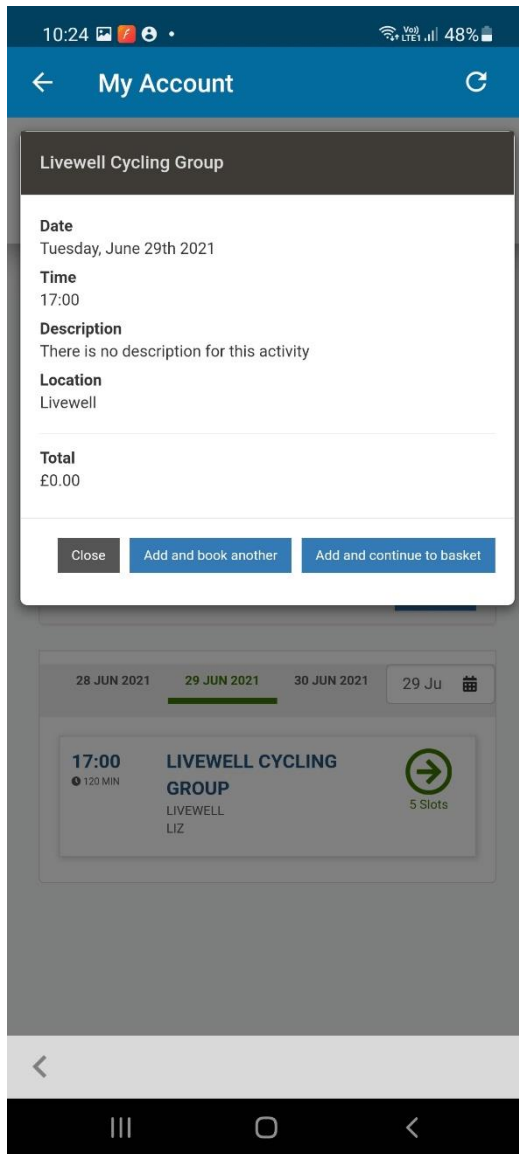 10:24
Vo)) LTE1 48%
My Account
Livewell Cycling Group
Date
Tuesday, June 29th 2021
Time
17:00
Description
There is no description for this activity
Location
Livewell
Total
£0.00
Close Add and book another Add and continue to basket
28 JUN 2021 29 JUN 2021 30 JUN 2021 29 Ju
17:00 LIVEWELL CYCLING
120 MIN GROUP
LIVEWELL
LIZ
5 Slots